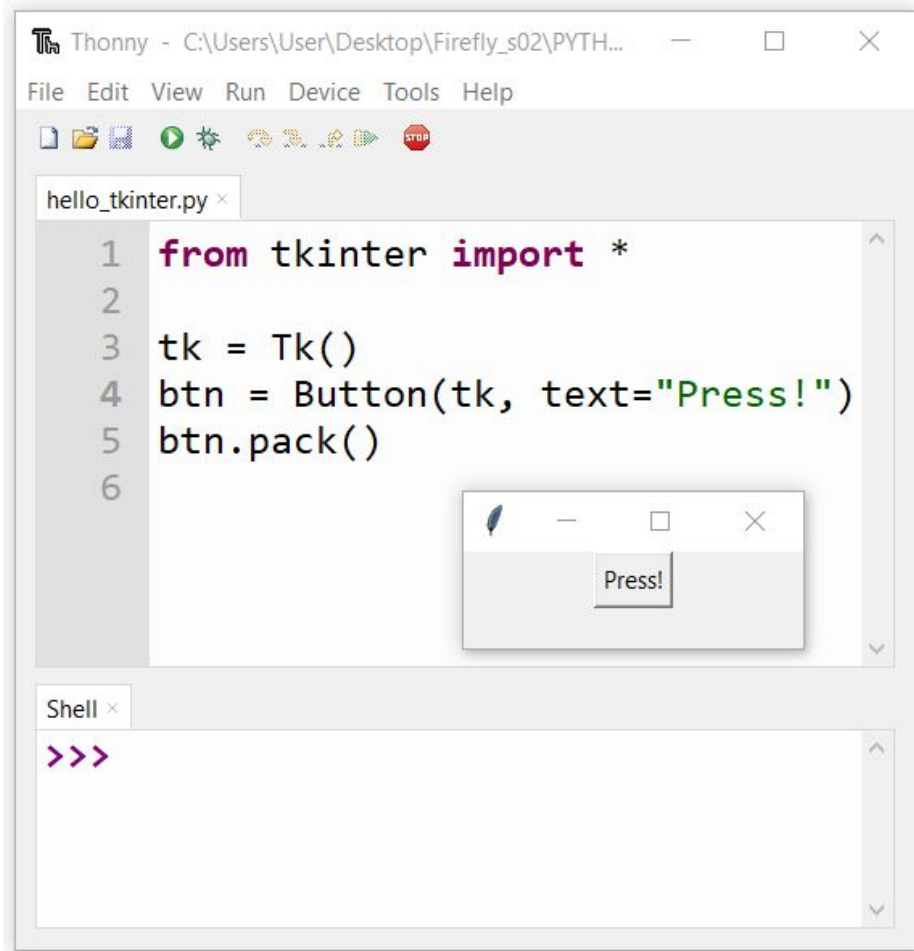 Thonny - C:\Users\User\Desktop\Firefly_s02\PYTH...
File Edit View Run Device Tools Help
STOP
hello_tkinter.py ×
1 from tkinter import *
2
3 tk = Tk()
4 btn = Button(tk, text="Press!")
5 btn.pack()
6
Press!
Shell ×
>>>